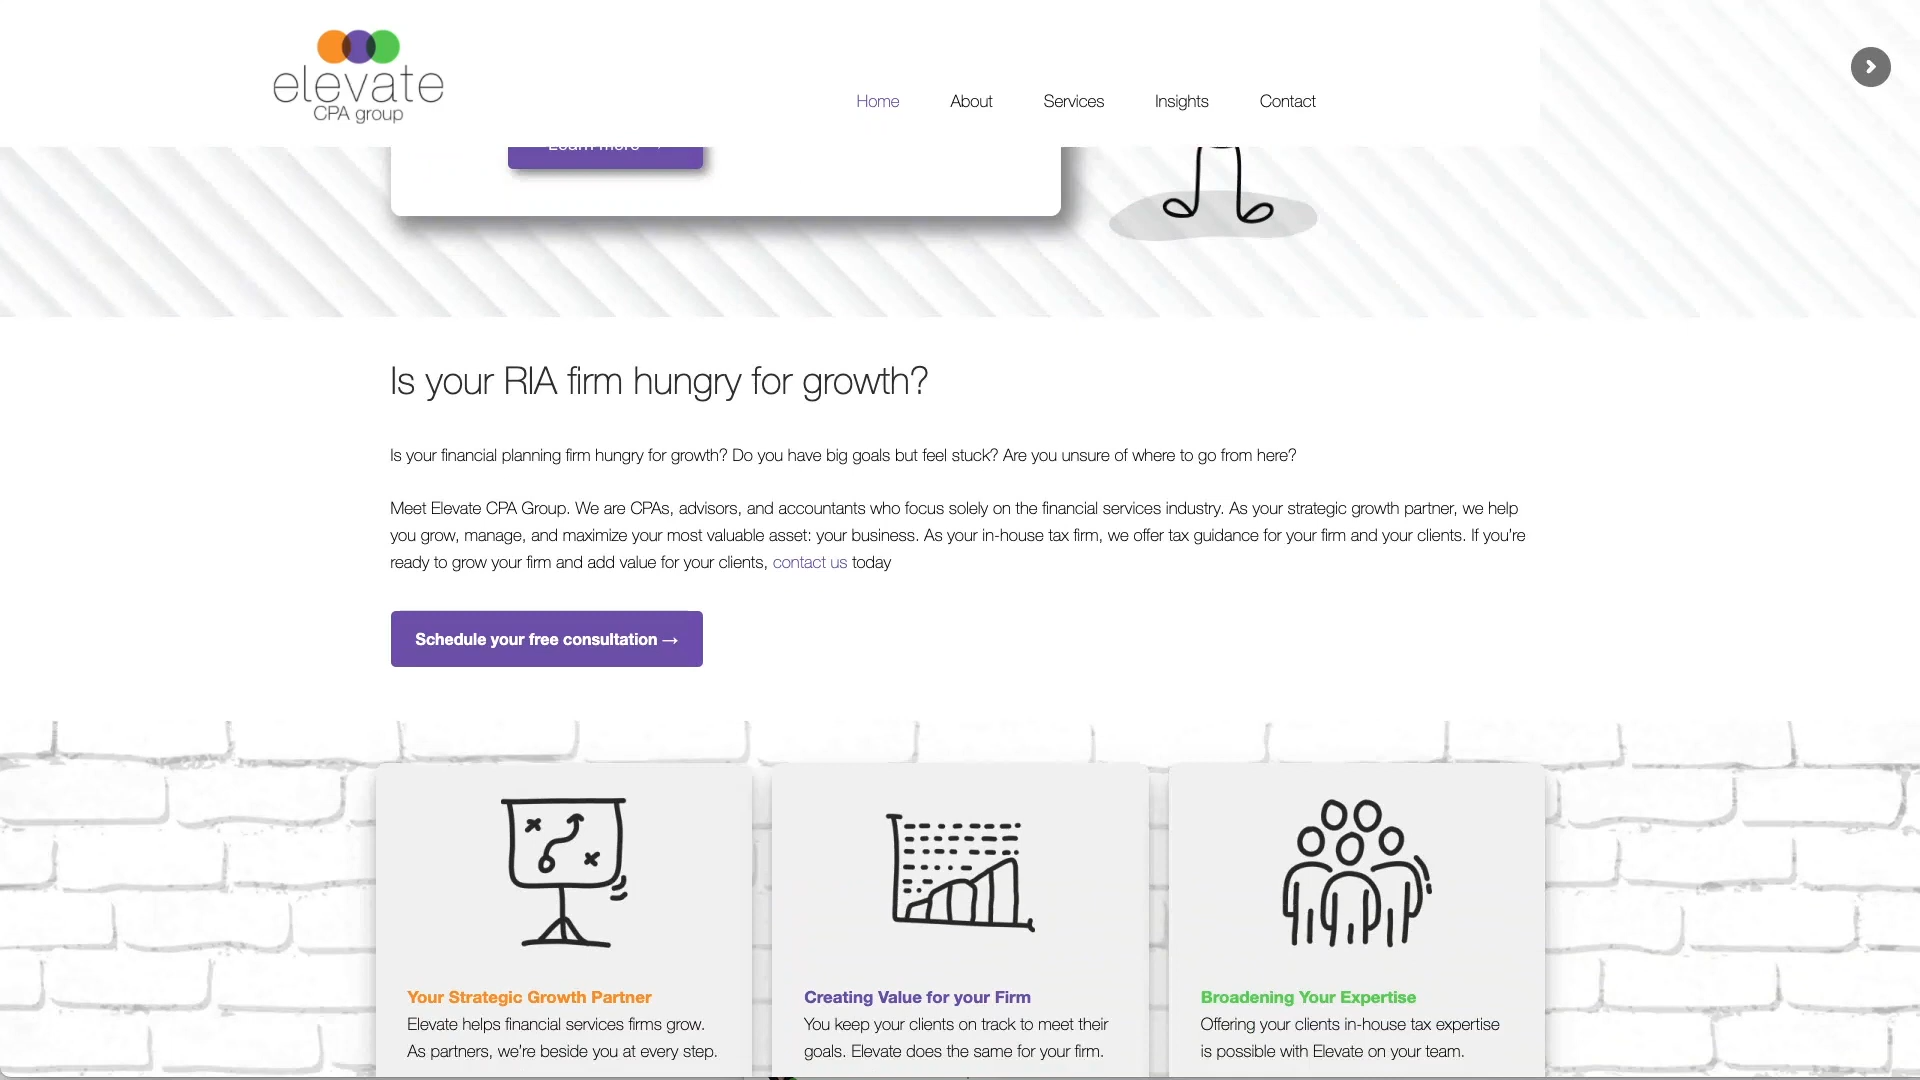 elevate
CPA group
Home
About
Services
Insights
Contact
Learn more →
Is your RIA firm hungry for growth?
Is your financial planning firm hungry for growth? Do you have big goals but feel stuck? Are you unsure of where to go from here?
Meet Elevate CPA Group. We are CPAs, advisors, and accountants who focus solely on the financial services industry. As your strategic growth partner, we help
you grow, manage, and maximize your most valuable asset: your business. As your in-house tax firm, we offer tax guidance for your firm and your clients. If you're
ready to grow your firm and add value for your clients, contact us today
Schedule your free consultation →
Your Strategic Growth Partner
Elevate helps financial services firms grow.
As partners, we're beside you at every step.
Creating Value for your Firm
You keep your clients on track to meet their
goals. Elevate does the same for your firm.
Broadening Your Expertise
Offering your clients in-house tax expertise
is possible with Elevate on your team.